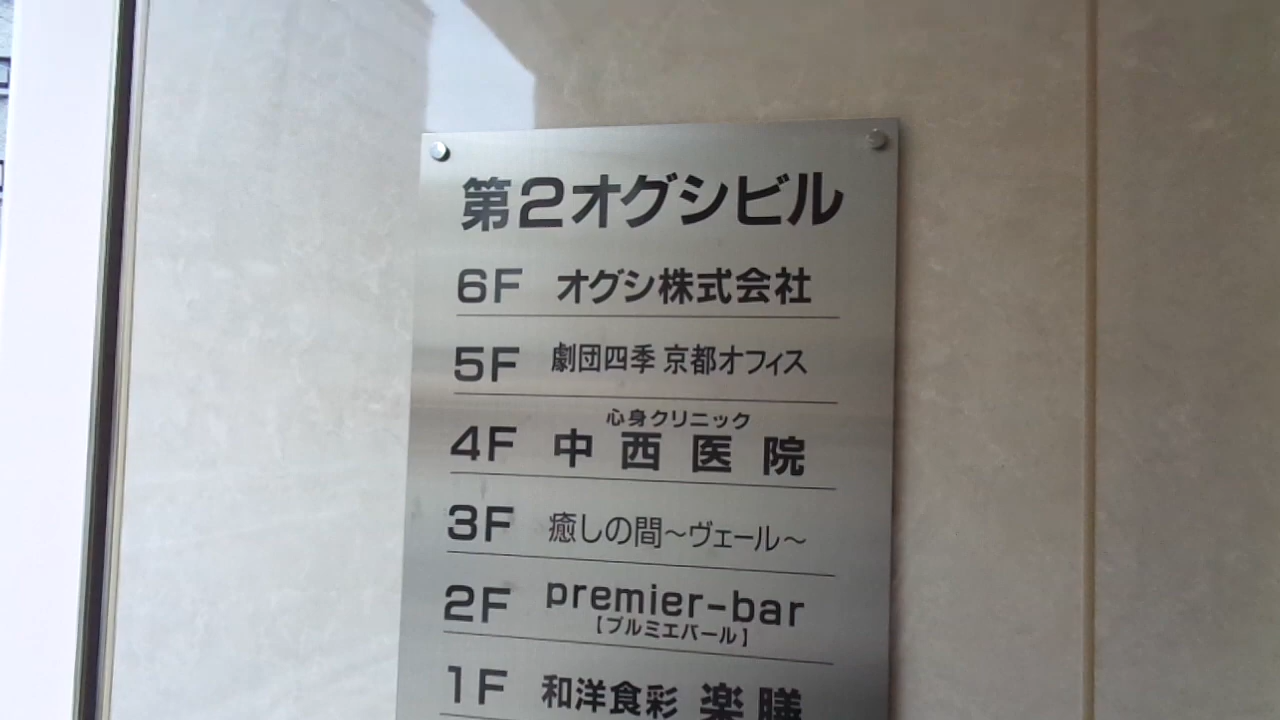 第2オグシビル
6F オグシ株式会社
5F 劇団四季 京都オフィス
心身クリニック
4F 中西医院
3F 癒しの間～ヴェール～
2F premier-bar
【プルミエバール】
1F 和洋食彩 楽膳